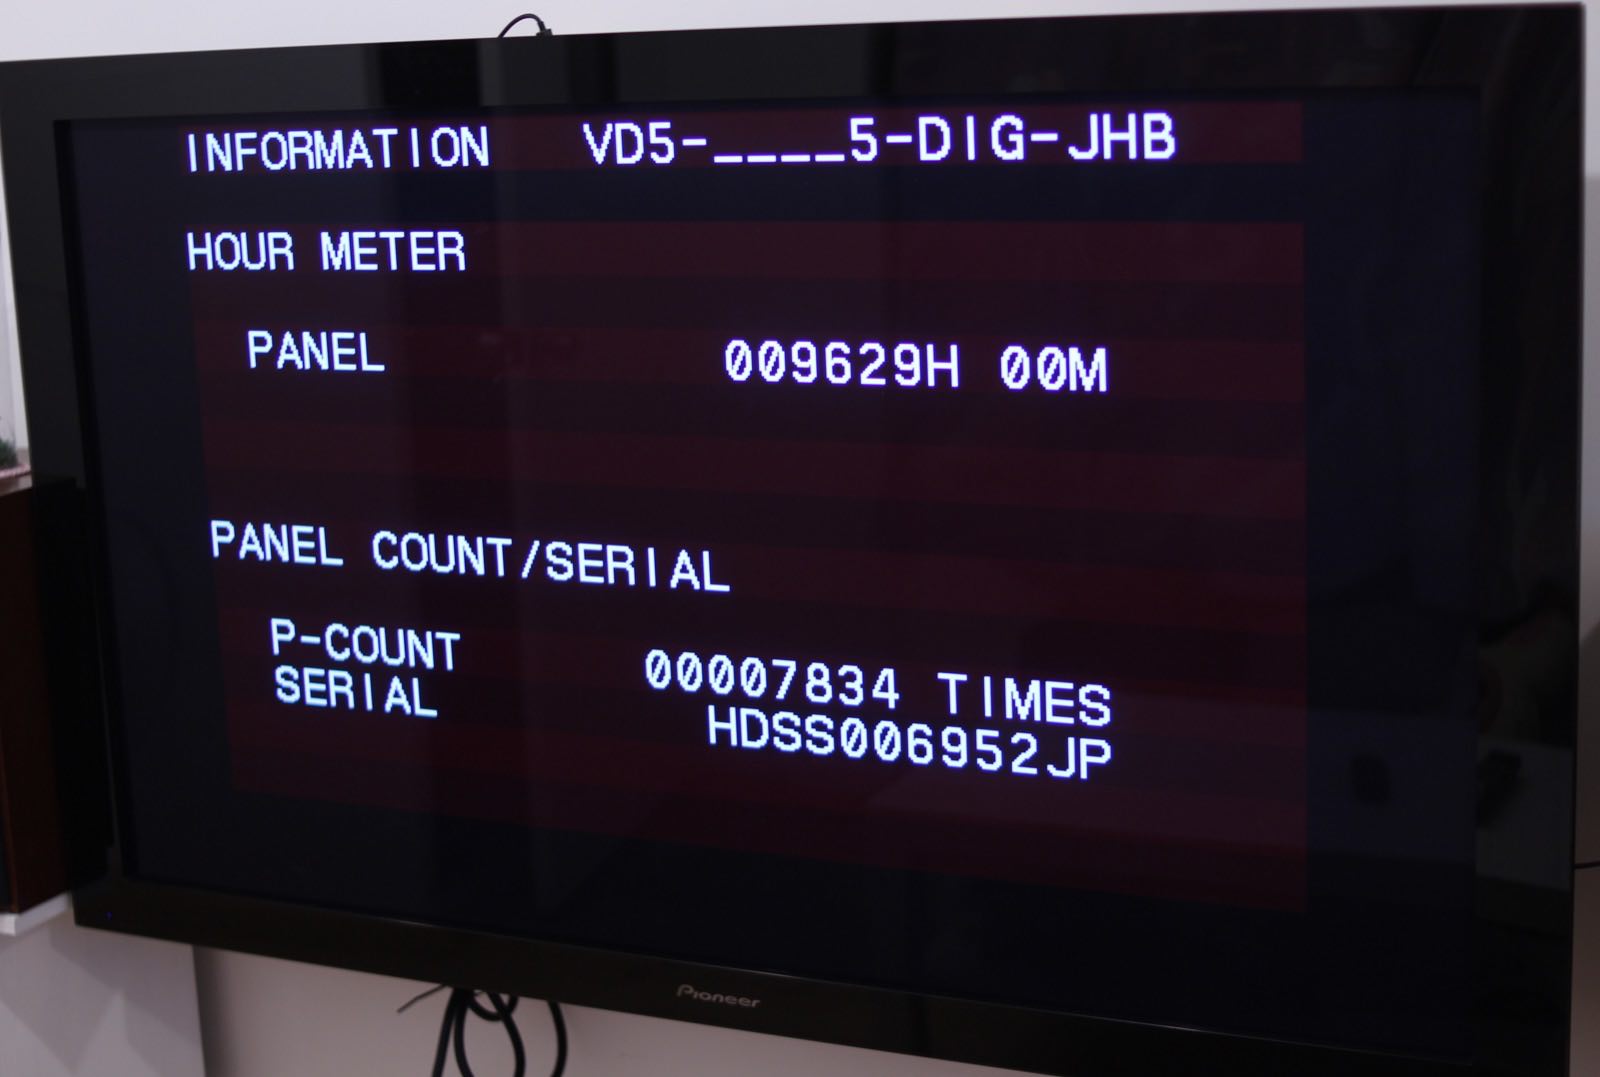 INFORMATION VD5-____5-DIG-JHB
HOUR METER
PANEL 009629H 00M
PANEL COUNT/SERIAL
P-COUNT 00007834 TIMES
SERIAL HDSS006952JP
Pioneer